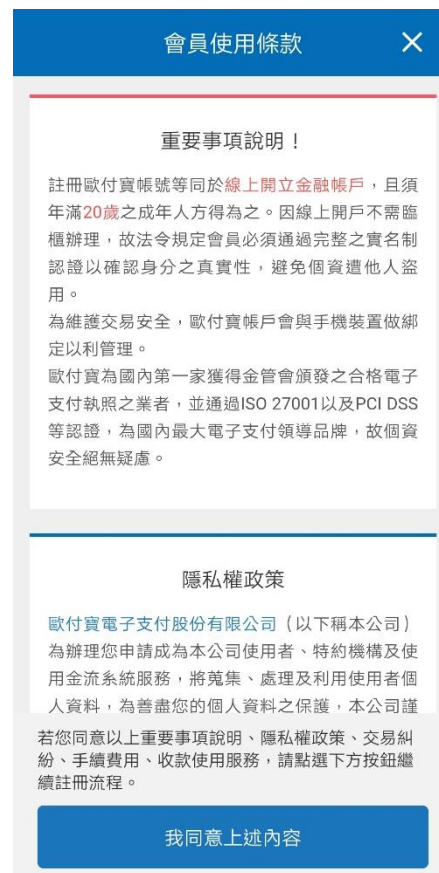 會員使用條款
重要事項說明！
註冊歐付寶帳號等同於線上開立金融帳戶，且須
年滿20歲之成年人方得為之。因線上開戶不需臨
櫃辦理，故法令規定會員必須通過完整之實名制
認證以確認身分之真實性，避免個資遭他人盜
用。
為維護交易安全，歐付寶帳戶會與手機裝置做綁
定以利管理。
歐付寶為國內第一家獲得金管會頒發之合格電子
支付執照之業者，並通過ISO 27001以及PCI DSS
等認證，為國內最大電子支付領導品牌，故個資
安全絕無疑慮。
隱私權政策
歐付寶電子支付股份有限公司（以下稱本公司）
為辦理您申請成為本公司使用者、特約機構及使
用金流系統服務，將蒐集、處理及利用使用者個
人資料，為善盡您的個人資料之保護，本公司謹
若您同意以上重要事項說明、隱私權政策、交易糾
紛、手續費用、收款使用服務，請點選下方按鈕繼
續註冊流程。
我同意上述內容